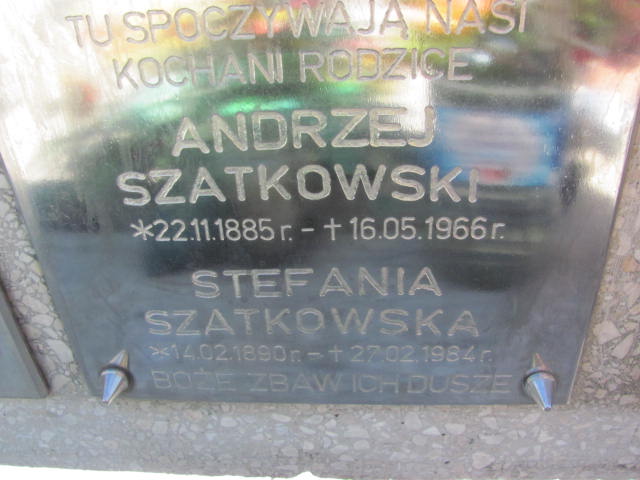 TU SPOCZYWAJĄ NASI
KOCHANI RODZICE
ANDRZEJ
SZATKOWSKI
*22.11.1885 r. – † 16.05.1966 r.
STEFANIA
SZATKOWSKA
*14.02.1890 r. – † 27.02.1984 r.
BOŻE ZBAW ICH DUSZE